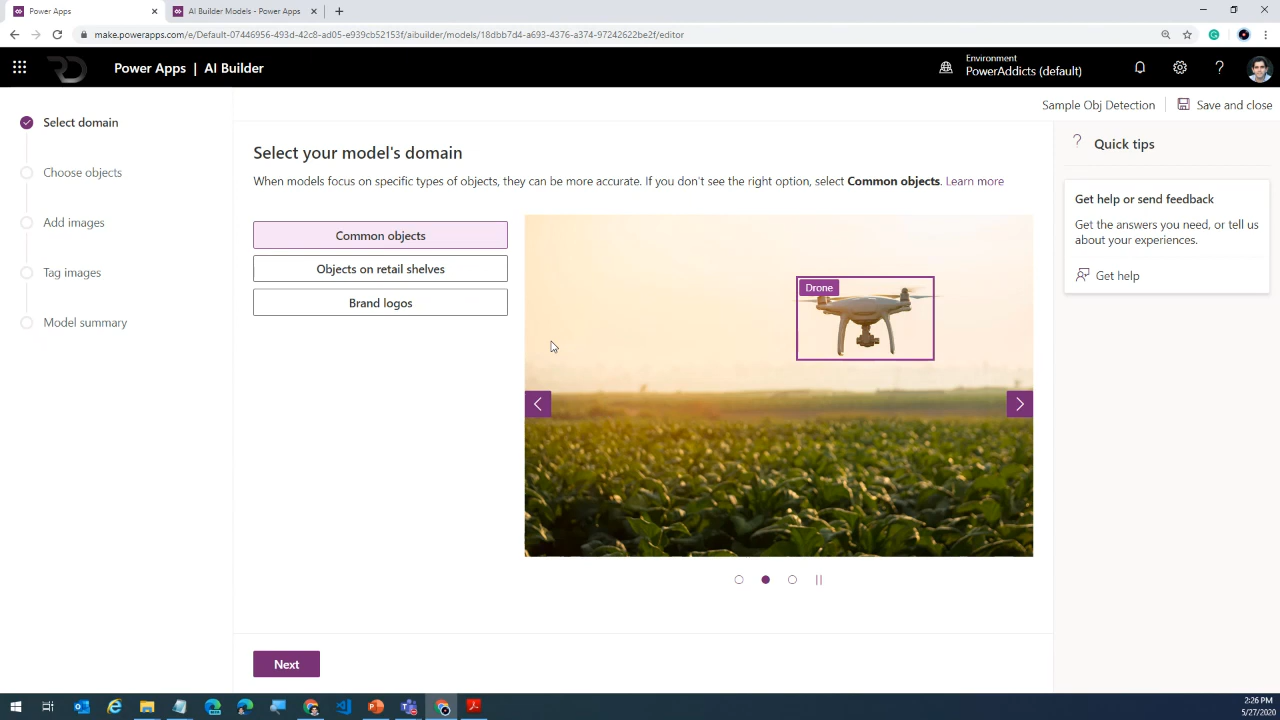 Power Apps
AI Builder Models - Power Apps
make.powerapps.com/e/Default-07446956-493d-42c8-ad05-e939cb52153f/aibuilder/models/18dbb7d4-a693-4376-a374-97242622be2f/editor
Power Apps | AI Builder
Environment
PowerAddicts (default)
Sample Obj Detection
Save and close
Select domain
Choose objects
Add images
Tag images
Model summary
Select your model's domain
When models focus on specific types of objects, they can be more accurate. If you don't see the right option, select Common objects. Learn more
Common objects
Objects on retail shelves
Brand logos
Drone
Next
Quick tips
Get help or send feedback
Get the answers you need, or tell us
about your experiences.
Get help
2:26 PM
5/27/2020